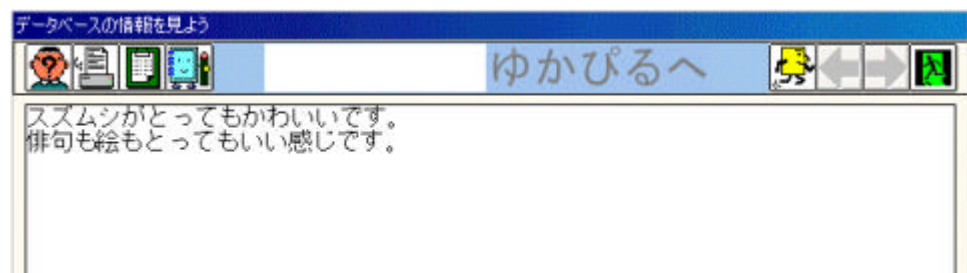 データベースの情報を見よう
ゆかぴるへ
スズムシがとってもかわいいです。
俳句も絵もとってもいい感じです。